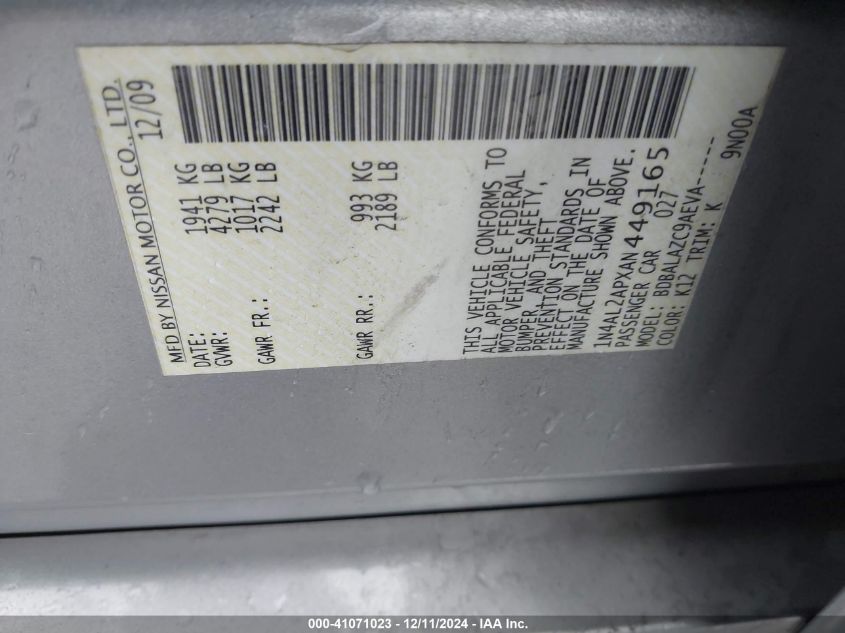 MFD BY NISSAN MOTOR CO., LTD.
DATE: 12/09
GVWR: 1941 KG
4279 LB
GAWR FR.: 1017 KG
2242 LB
GAWR RR.: 993 KG
2189 LB
THIS VEHICLE CONFORMS TO
ALL APPLICABLE FEDERAL
MOTOR VEHICLE SAFETY,
BUMPER, AND THEFT
PREVENTION STANDARDS IN
EFFECT ON THE DATE OF
MANUFACTURE SHOWN ABOVE.
1N4AL2APXAN449165
PASSENGER CAR 027
MODEL: BDBALAZC9AEVA------
COLOR: K12 TRIM: K 9N00A
000-41071023 - 12/11/2024 - IAA Inc.